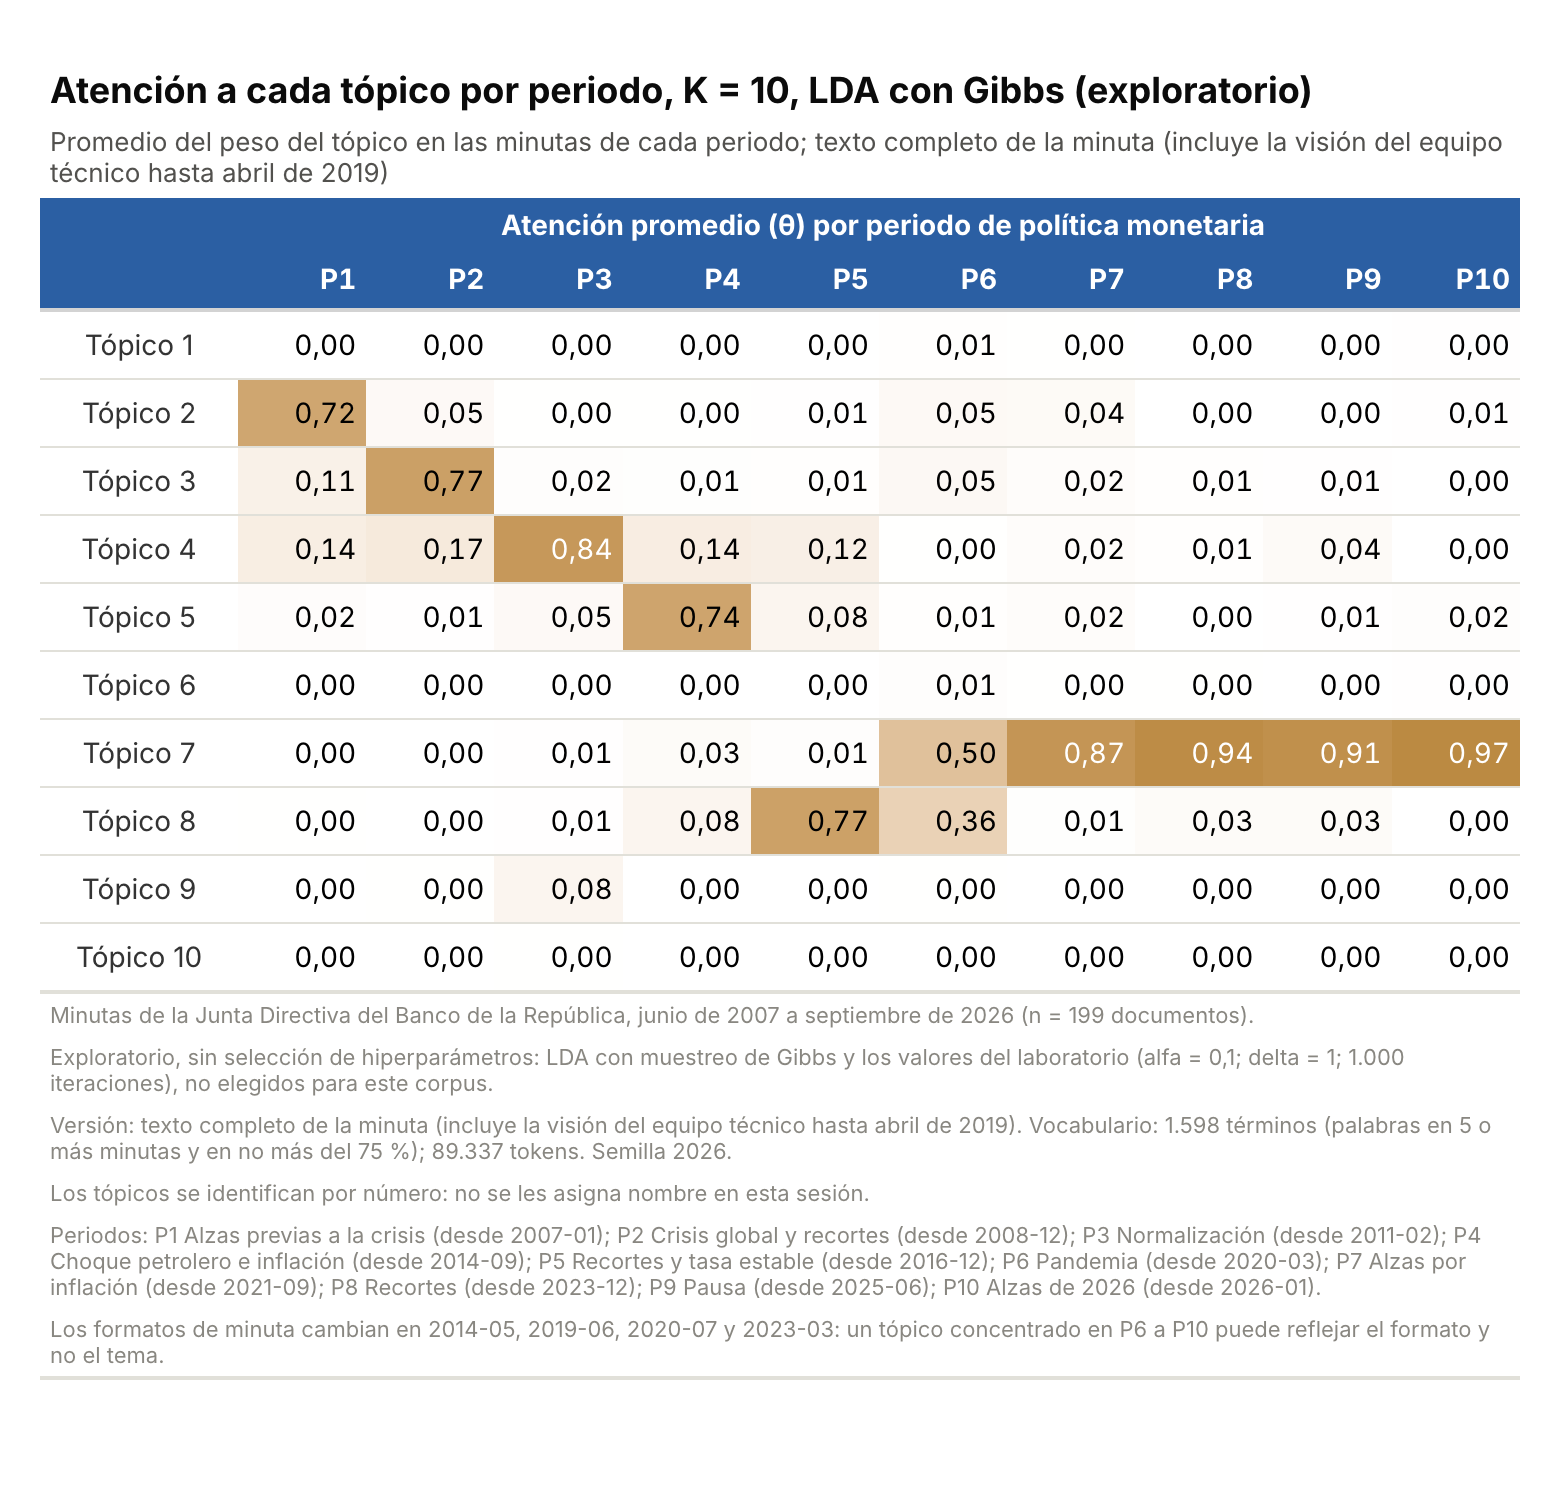 Atención a cada tópico por periodo, K = 10, LDA con Gibbs (exploratorio)
Promedio del peso del tópico en las minutas de cada periodo; texto completo de la minuta (incluye la visión del equipo
técnico hasta abril de 2019)
Atención promedio (θ) por periodo de política monetaria
P1 P2 P3 P4 P5 P6 P7 P8 P9 P10
Tópico 1 0,00 0,00 0,00 0,00 0,00 0,01 0,00 0,00 0,00 0,00
Tópico 2 0,72 0,05 0,00 0,00 0,01 0,05 0,04 0,00 0,00 0,01
Tópico 3 0,11 0,77 0,02 0,01 0,01 0,05 0,02 0,01 0,01 0,00
Tópico 4 0,14 0,17 0,84 0,14 0,12 0,00 0,02 0,01 0,04 0,00
Tópico 5 0,02 0,01 0,05 0,74 0,08 0,01 0,02 0,00 0,01 0,02
Tópico 6 0,00 0,00 0,00 0,00 0,00 0,01 0,00 0,00 0,00 0,00
Tópico 7 0,00 0,00 0,01 0,03 0,01 0,50 0,87 0,94 0,91 0,97
Tópico 8 0,00 0,00 0,01 0,08 0,77 0,36 0,01 0,03 0,03 0,00
Tópico 9 0,00 0,00 0,08 0,00 0,00 0,00 0,00 0,00 0,00 0,00
Tópico 10 0,00 0,00 0,00 0,00 0,00 0,00 0,00 0,00 0,00 0,00
Minutas de la Junta Directiva del Banco de la República, junio de 2007 a septiembre de 2026 (n = 199 documentos).
Exploratorio, sin selección de hiperparámetros: LDA con muestreo de Gibbs y los valores del laboratorio (alfa = 0,1; delta = 1; 1.000
iteraciones), no elegidos para este corpus.
Versión: texto completo de la minuta (incluye la visión del equipo técnico hasta abril de 2019). Vocabulario: 1.598 términos (palabras en 5 o
más minutas y en no más del 75 %); 89.337 tokens. Semilla 2026.
Los tópicos se identifican por número: no se les asigna nombre en esta sesión.
Periodos: P1 Alzas previas a la crisis (desde 2007-01); P2 Crisis global y recortes (desde 2008-12); P3 Normalización (desde 2011-02); P4
Choque petrolero e inflación (desde 2014-09); P5 Recortes y tasa estable (desde 2016-12); P6 Pandemia (desde 2020-03); P7 Alzas por
inflación (desde 2021-09); P8 Recortes (desde 2023-12); P9 Pausa (desde 2025-06); P10 Alzas de 2026 (desde 2026-01).
Los formatos de minuta cambian en 2014-05, 2019-06, 2020-07 y 2023-03: un tópico concentrado en P6 a P10 puede reflejar el formato y
no el tema.